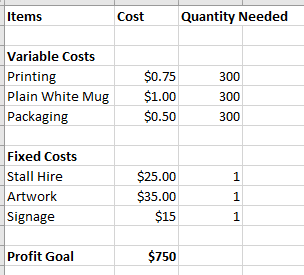 Items Cost Quantity Needed
Variable Costs
Printing $0.75 300
Plain White Mug $1.00 300
Packaging $0.50 300
Fixed Costs
Stall Hire $25.00 1
Artwork $35.00 1
Signage $15 1
Profit Goal $750